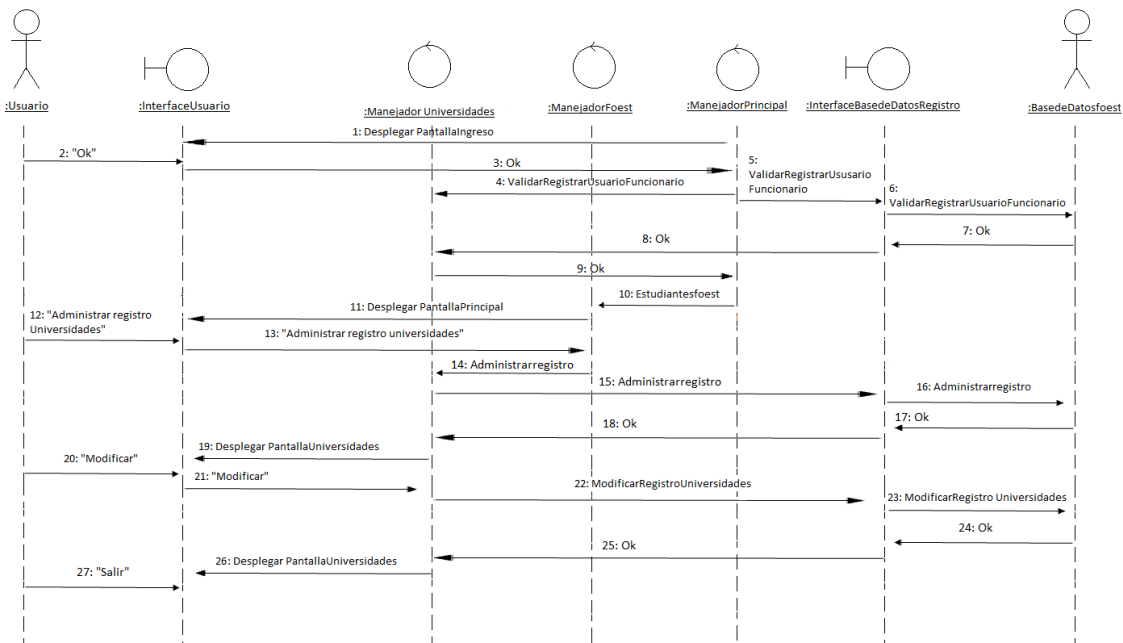 :Usuario
:InterfaceUsuario
:Manejador Universidades
:ManejadorFoest
:ManejadorPrincipal
:InterfaceBasedeDatosRegistro
:BasedeDatosfoest
1: Desplegar PantallaIngreso
2: "Ok"
3: Ok
4: ValidarRegistrarUsuarioFuncionario
5:
ValidarRegistrarUsusario
Funcionario
6:
ValidarRegistrarUsuarioFuncionario
7: Ok
8: Ok
9: Ok
10: Estudiantesfoest
11: Desplegar PantallaPrincipal
12: "Administrar registro
Universidades"
13: "Administrar registro universidades"
14: Administrarregistro
15: Administrarregistro
16: Administrarregistro
17: Ok
18: Ok
19: Desplegar PantallaUniversidades
20: "Modificar"
21: "Modificar"
22: ModificarRegistroUniversidades
23: ModificarRegistro Universidades
24: Ok
25: Ok
26: Desplegar PantallaUniversidades
27: "Salir"